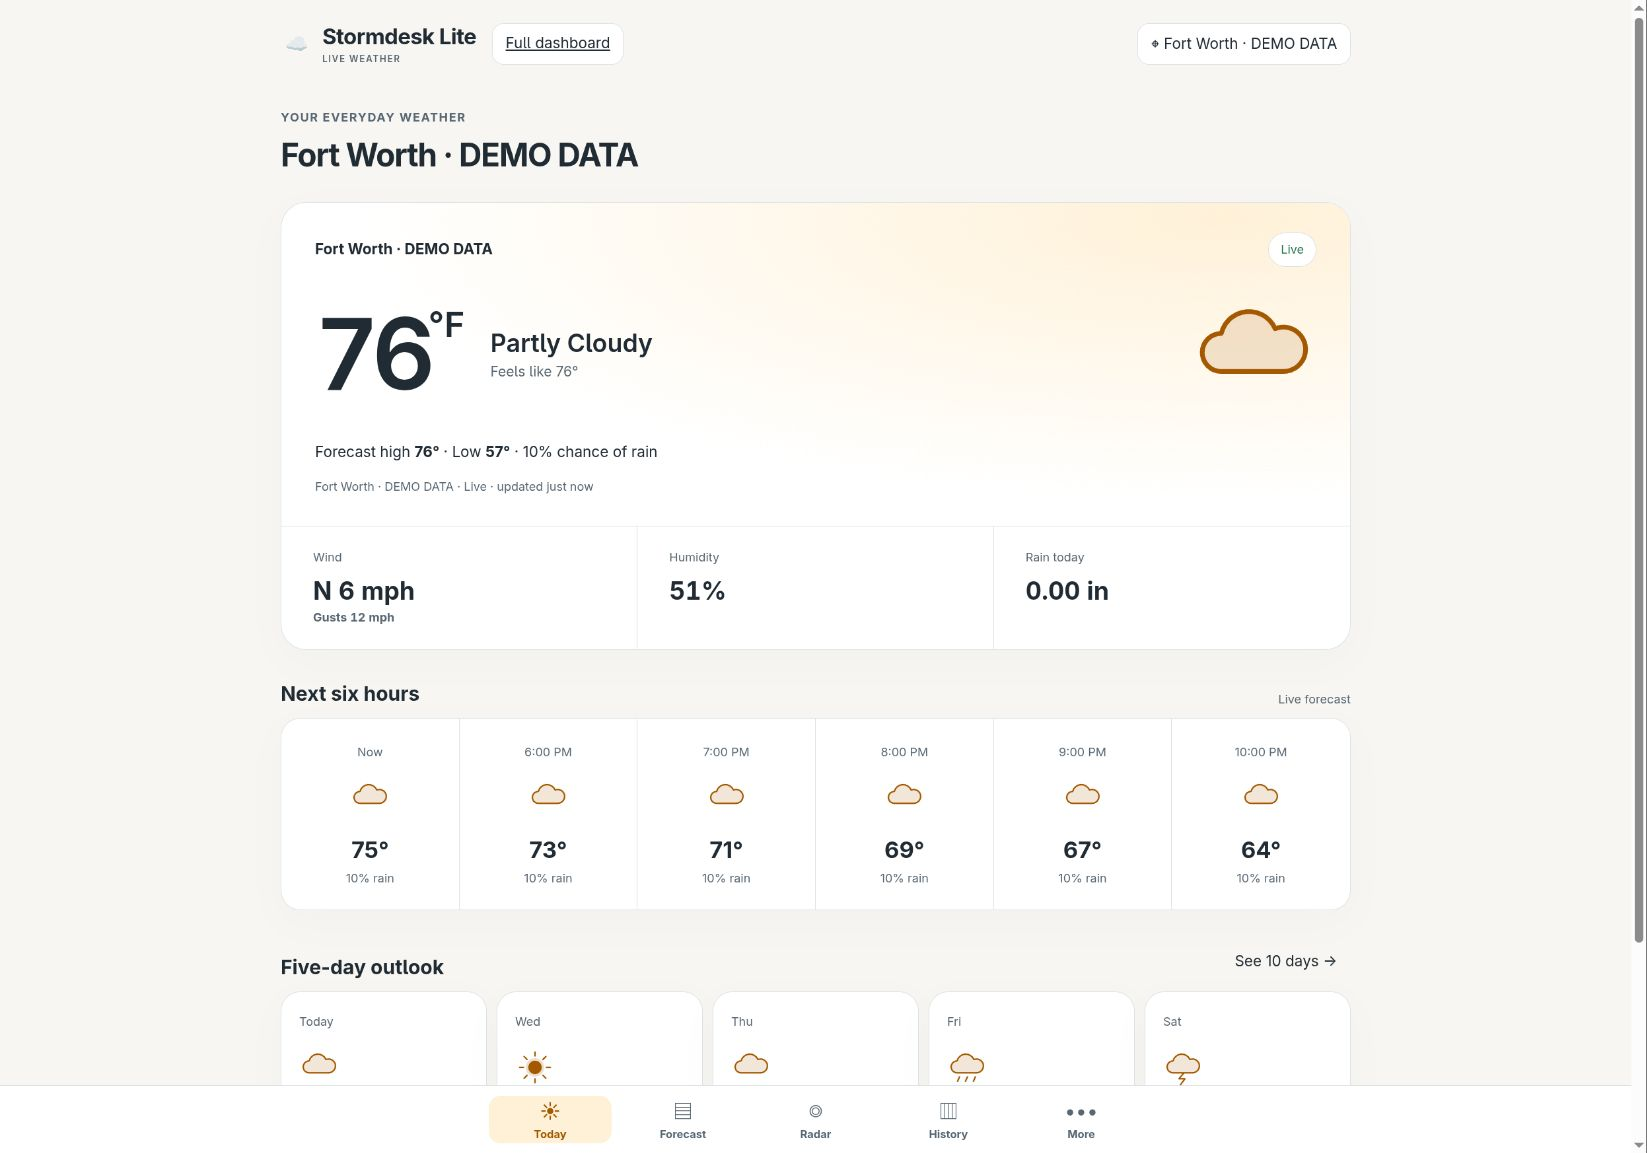 Stormdesk Lite
LIVE WEATHER
Full dashboard
⌖ Fort Worth · DEMO DATA
YOUR EVERYDAY WEATHER
Fort Worth · DEMO DATA
Fort Worth · DEMO DATA
Live
76°F
Partly Cloudy
Feels like 76°
Forecast high 76° · Low 57° · 10% chance of rain
Fort Worth · DEMO DATA · Live · updated just now
Wind
N 6 mph
Gusts 12 mph
Humidity
51%
Rain today
0.00 in
Next six hours
Live forecast
Now
75°
10% rain
6:00 PM
73°
10% rain
7:00 PM
71°
10% rain
8:00 PM
69°
10% rain
9:00 PM
67°
10% rain
10:00 PM
64°
10% rain
Five-day outlook
See 10 days →
Today
Wed
Thu
Fri
Sat
Today
Forecast
Radar
History
More